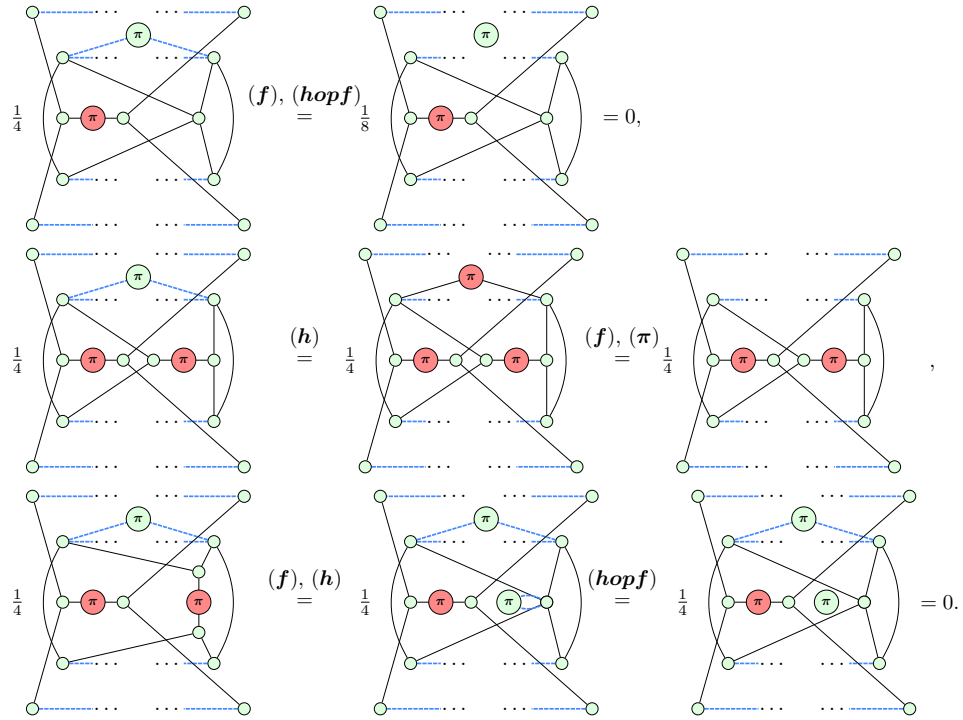 π π
1/4 π (f), (hopf) = 1/8 π = 0,
π π
1/4 π π (h) = 1/4 π π (f), (π) = 1/4 π π ,
π π π
1/4 π π (f), (h) = 1/4 π π (hopf) = 1/4 π π = 0.